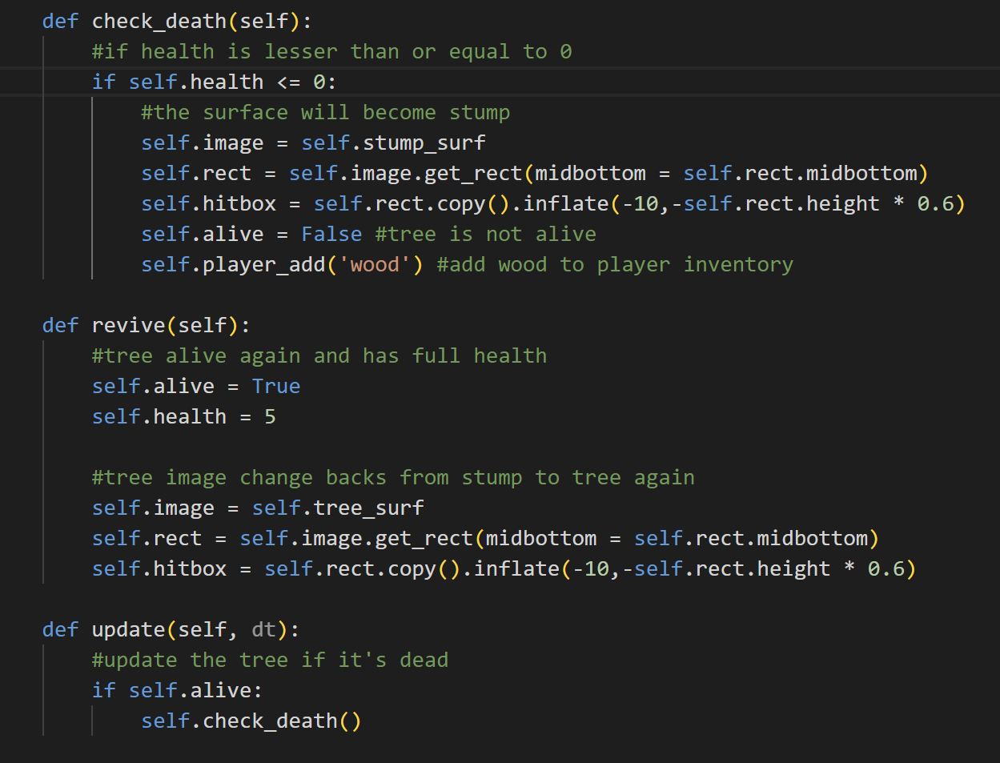 def check_death(self):
    #if health is lesser than or equal to 0
    if self.health <= 0:
        #the surface will become stump
        self.image = self.stump_surf
        self.rect = self.image.get_rect(midbottom = self.rect.midbottom)
        self.hitbox = self.rect.copy().inflate(-10,-self.rect.height * 0.6)
        self.alive = False #tree is not alive
        self.player_add('wood') #add wood to player inventory

def revive(self):
    #tree alive again and has full health
    self.alive = True
    self.health = 5

    #tree image change backs from stump to tree again
    self.image = self.tree_surf
    self.rect = self.image.get_rect(midbottom = self.rect.midbottom)
    self.hitbox = self.rect.copy().inflate(-10,-self.rect.height * 0.6)

def update(self, dt):
    #update the tree if it's dead
    if self.alive:
        self.check_death()